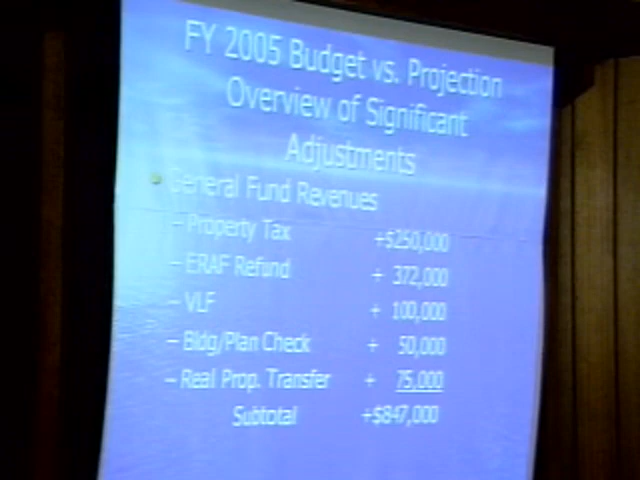 FY 2005 Budget vs. Projection
Overview of Significant
Adjustments
General Fund Revenues
– Property Tax +$250,000
– ERAF Refund + 372,000
– VLF + 100,000
– Bldg/Plan Check + 50,000
– Real Prop. Transfer + 75,000
Subtotal +$847,000